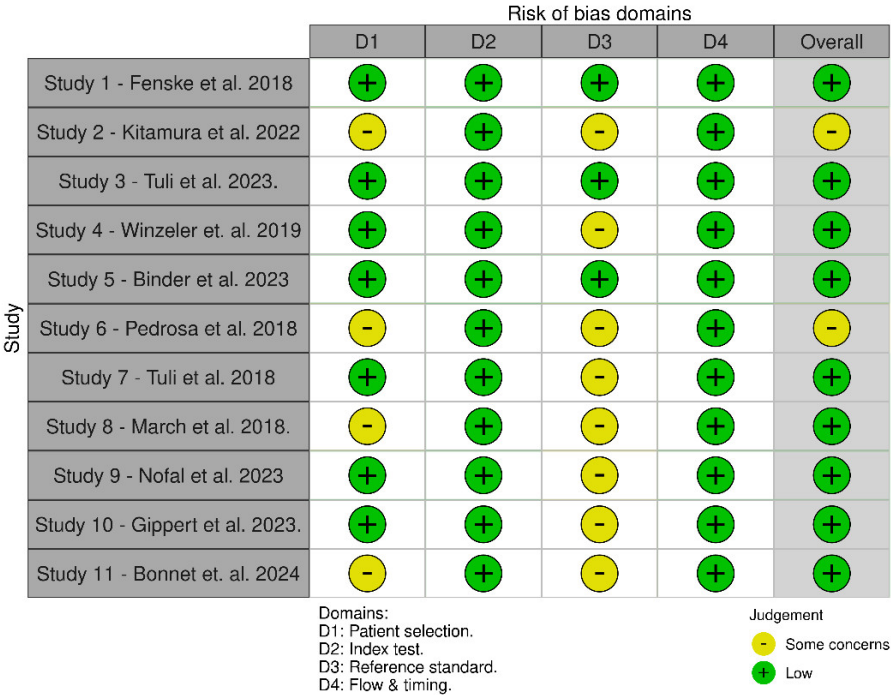 Risk of bias domains
D1 D2 D3 D4 Overall
Study 1 - Fenske et al. 2018 + + + + +
Study 2 - Kitamura et al. 2022 - + - + -
Study 3 - Tuli et al. 2023. + + + + +
Study 4 - Winzeler et. al. 2019 + + - + +
Study 5 - Binder et al. 2023 + + + + +
Study 6 - Pedrosa et al. 2018 - + - + -
Study 7 - Tuli et al. 2018 + + - + +
Study 8 - March et al. 2018. - + - + +
Study 9 - Nofal et al. 2023 + + - + +
Study 10 - Gippert et al. 2023. + + - + +
Study 11 - Bonnet et. al. 2024 - + - + +
Study
Domains:
D1: Patient selection.
D2: Index test.
D3: Reference standard.
D4: Flow & timing.
Judgement
- Some concerns
+ Low